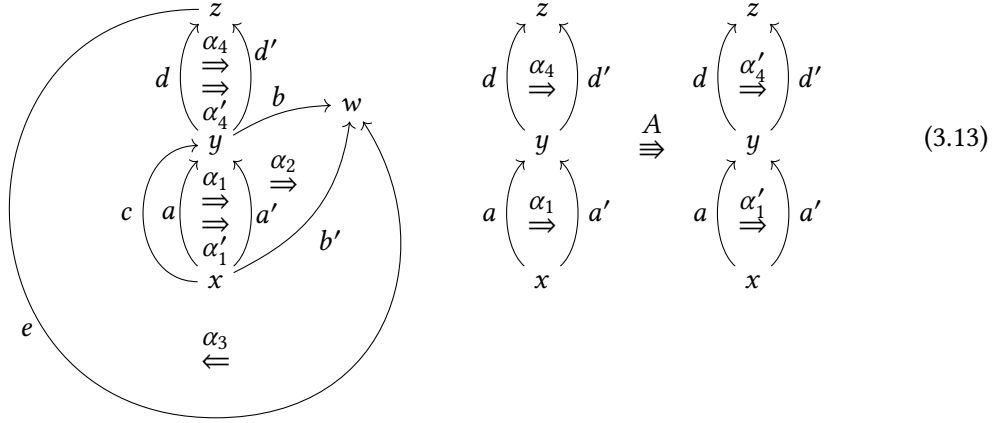 z z z
α₄ d′
⇒
d ⇒ d α₄ ⇒ d′ d α′₄ ⇒ d′
b w
α′₄
y y A ⇛ y (3.13)
α₂ ⇒
α₁
c a ⇒ a′ a α₁ ⇒ a′ a α′₁ ⇒ a′
⇒
α′₁ b′
x x x
e
α₃
⇐